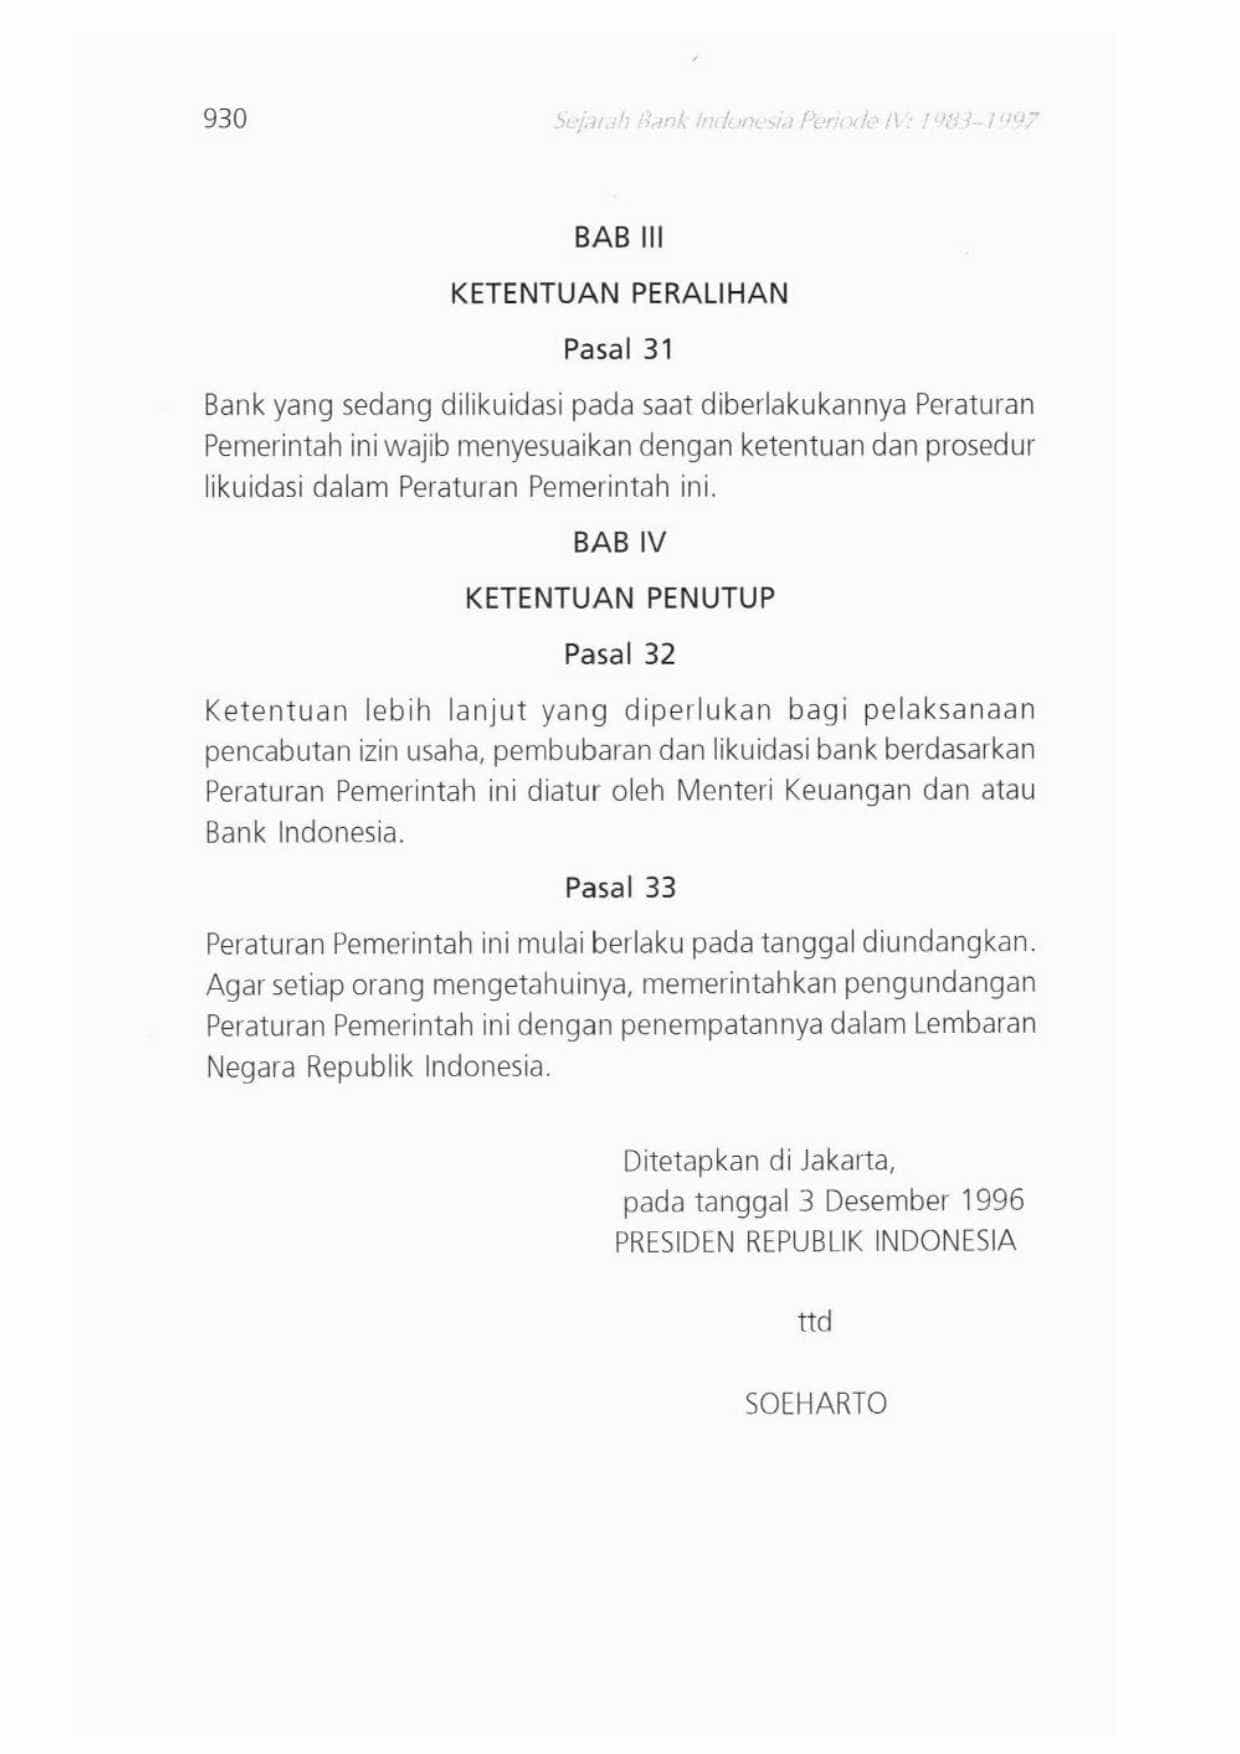 930
Sejarah Bank Indonesia Periode IV: 1983–1997
BAB III
KETENTUAN PERALIHAN
Pasal 31
Bank yang sedang dilikuidasi pada saat diberlakukannya Peraturan
Pemerintah ini wajib menyesuaikan dengan ketentuan dan prosedur
likuidasi dalam Peraturan Pemerintah ini.
BAB IV
KETENTUAN PENUTUP
Pasal 32
Ketentuan lebih lanjut yang diperlukan bagi pelaksanaan
pencabutan izin usaha, pembubaran dan likuidasi bank berdasarkan
Peraturan Pemerintah ini diatur oleh Menteri Keuangan dan atau
Bank Indonesia.
Pasal 33
Peraturan Pemerintah ini mulai berlaku pada tanggal diundangkan.
Agar setiap orang mengetahuinya, memerintahkan pengundangan
Peraturan Pemerintah ini dengan penempatannya dalam Lembaran
Negara Republik Indonesia.
Ditetapkan di Jakarta,
pada tanggal 3 Desember 1996
PRESIDEN REPUBLIK INDONESIA
ttd
SOEHARTO